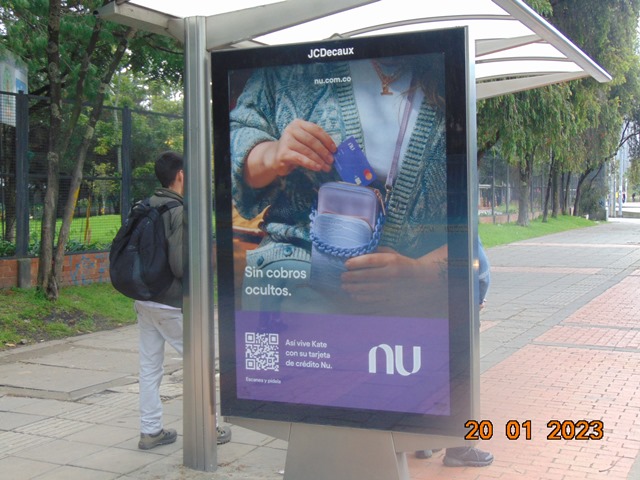 JCDecaux
nu.com.co
nu
Sin cobros
ocultos.
Así vive Kate
con su tarjeta
de crédito Nu.
nu
Escanea y pídela
20 01 2023